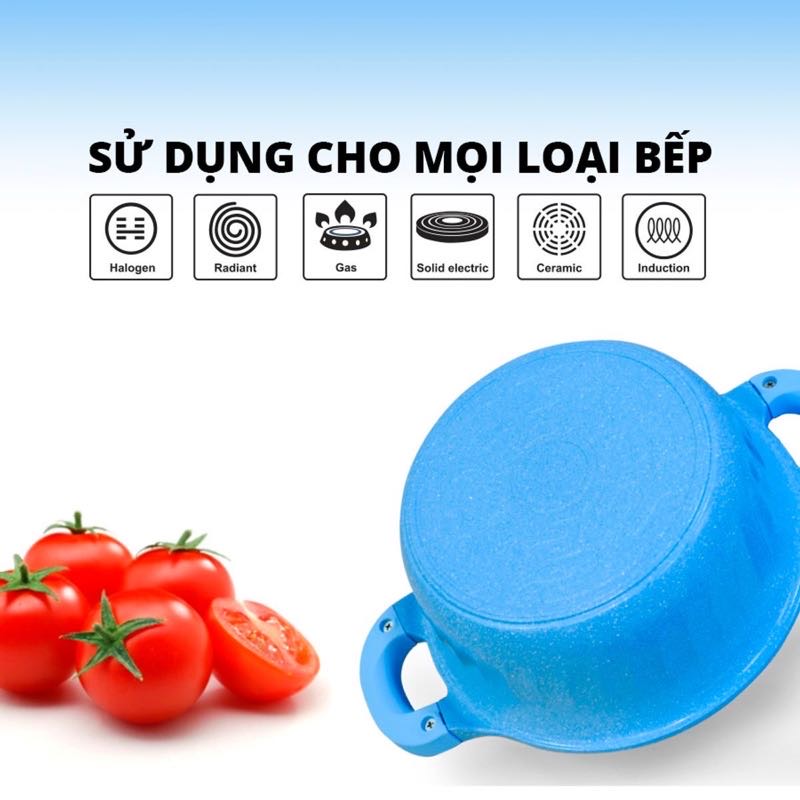 SỬ DỤNG CHO MỌI LOẠI BẾP
Halogen
Radiant
Gas
Solid electric
Ceramic
Induction